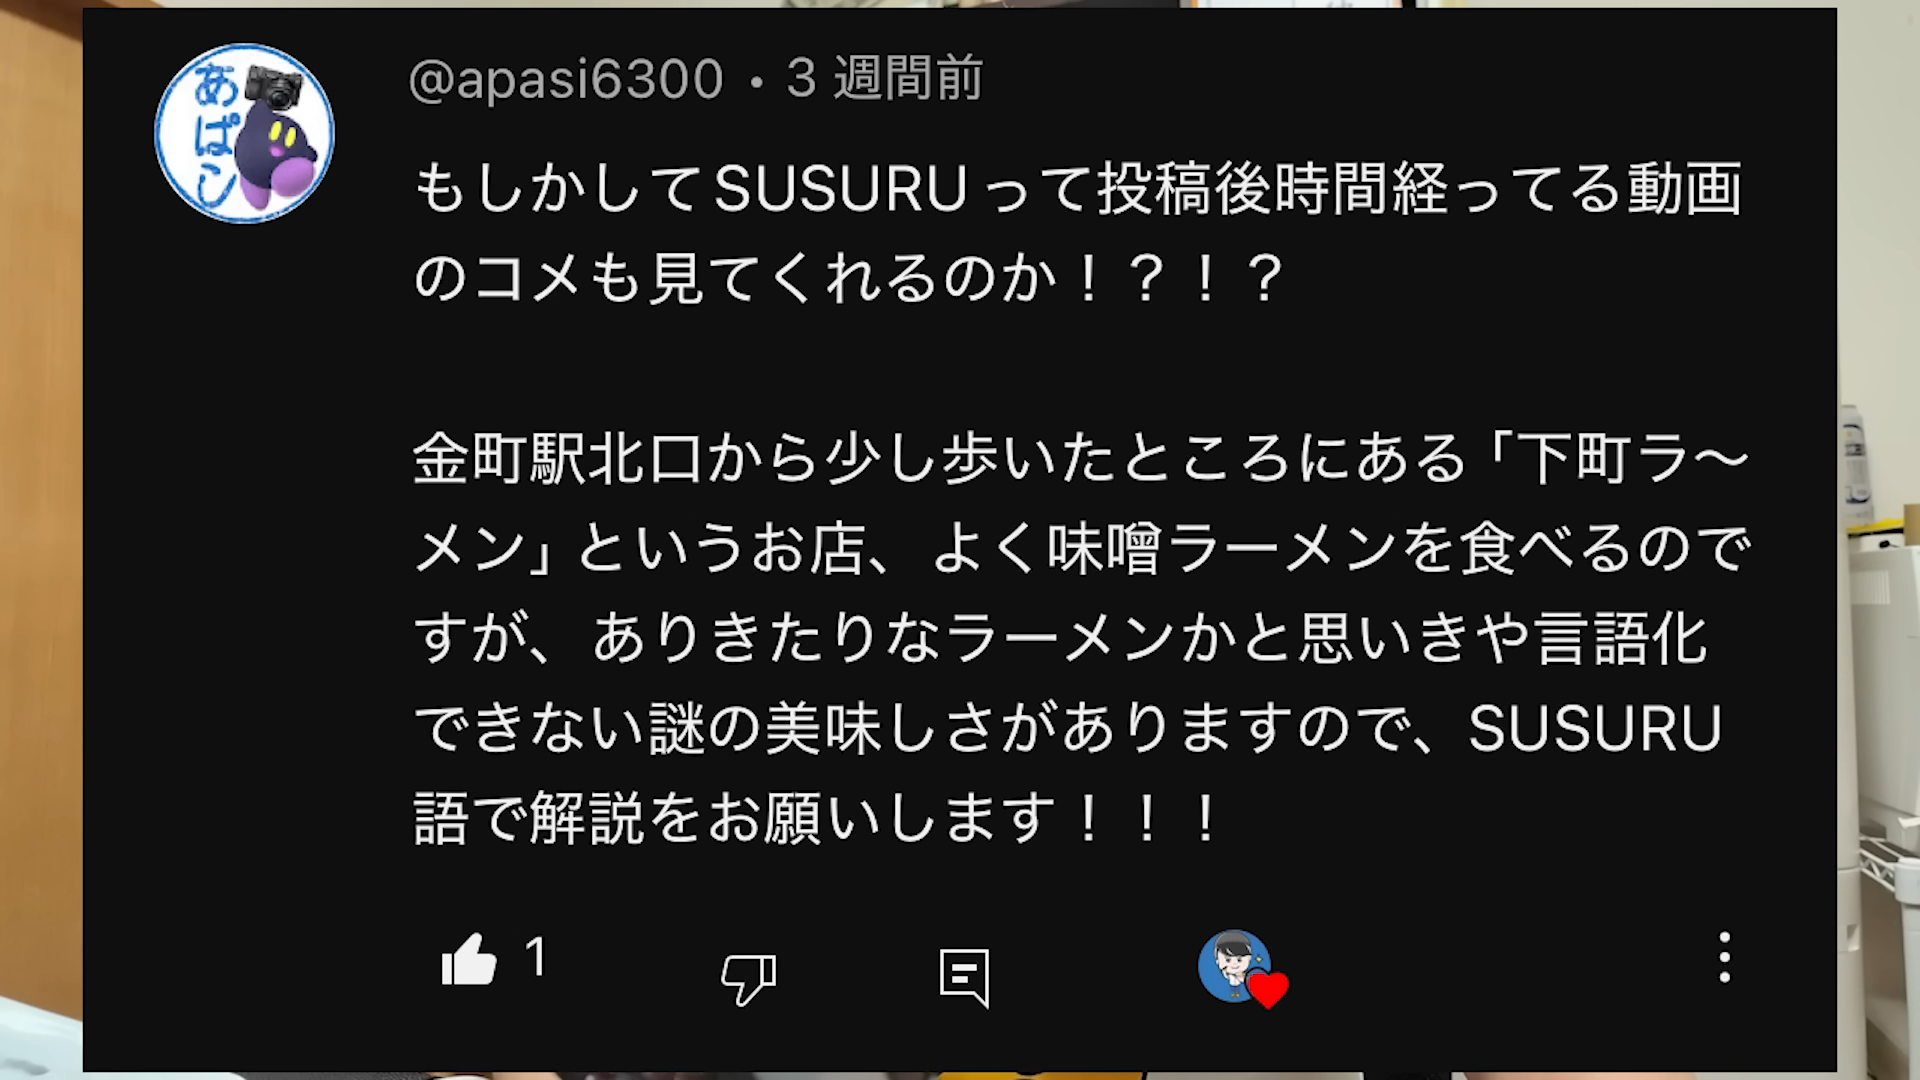 あぱし
@apasi6300・3 週間前
もしかしてSUSURUって投稿後時間経ってる動画
のコメも見てくれるのか！？！？
金町駅北口から少し歩いたところにある「下町ラ〜
メン」というお店、よく味噌ラーメンを食べるので
すが、ありきたりなラーメンかと思いきや言語化
できない謎の美味しさがありますので、SUSURU
語で解説をお願いします！！！
1